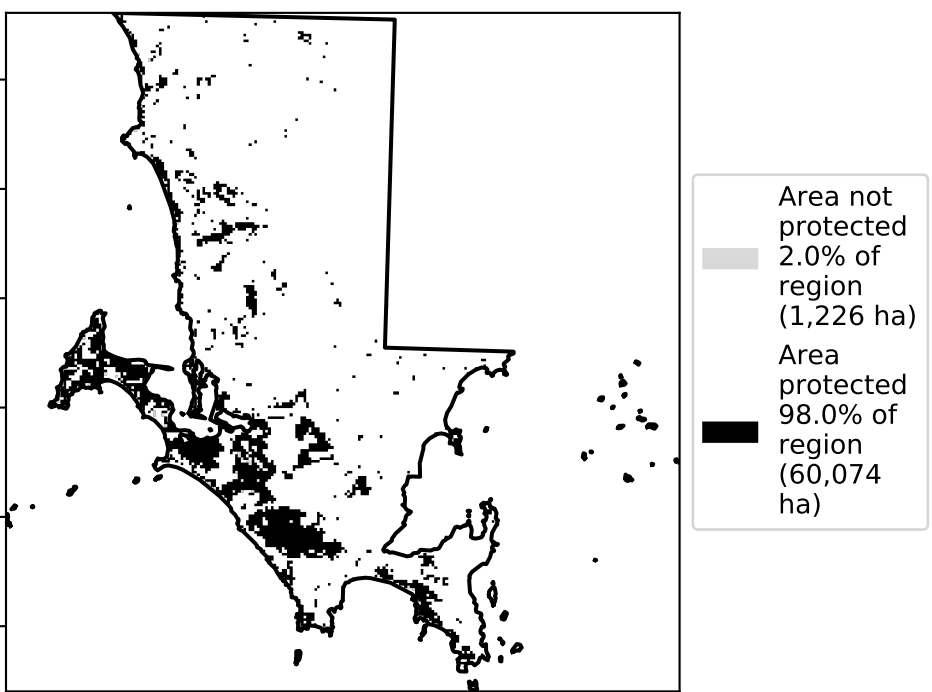 Area not
protected
2.0% of
region
(1,226 ha)
Area
protected
98.0% of
region
(60,074
ha)